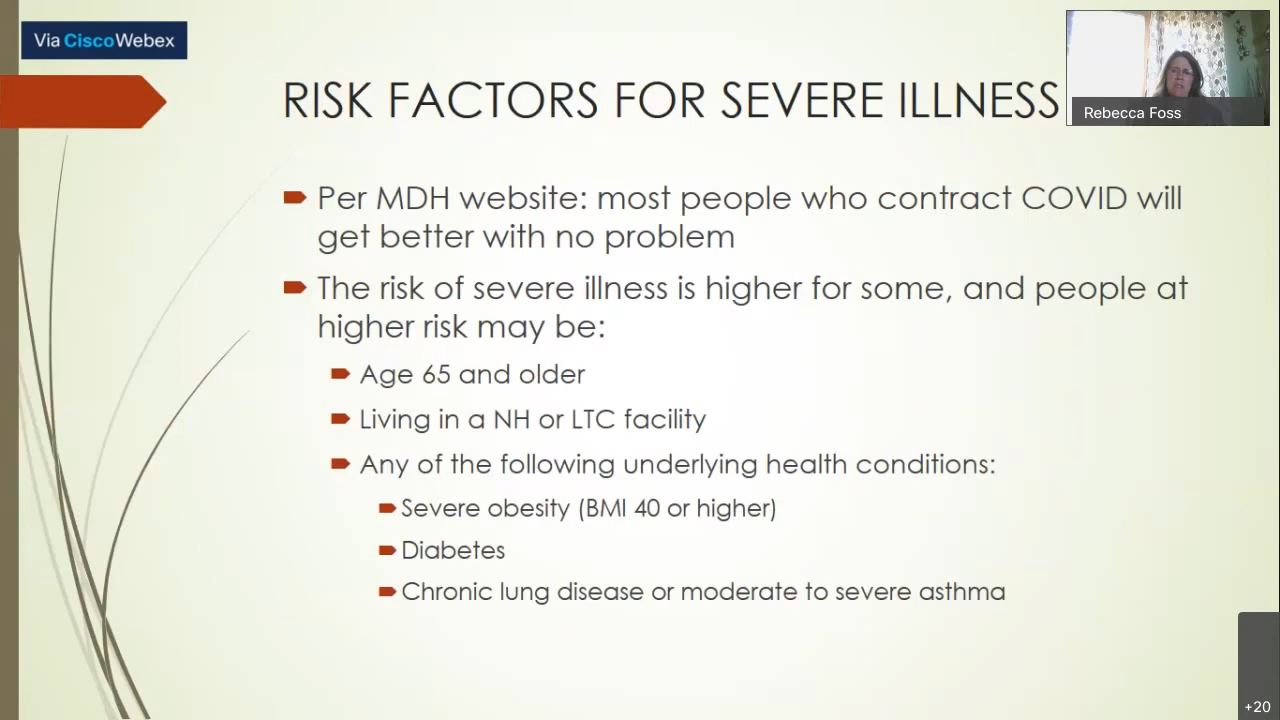 Via Cisco Webex
RISK FACTORS FOR SEVERE ILLNESS
Rebecca Foss
Per MDH website: most people who contract COVID will
get better with no problem
The risk of severe illness is higher for some, and people at
higher risk may be:
Age 65 and older
Living in a NH or LTC facility
Any of the following underlying health conditions:
Severe obesity (BMI 40 or higher)
Diabetes
Chronic lung disease or moderate to severe asthma
+20